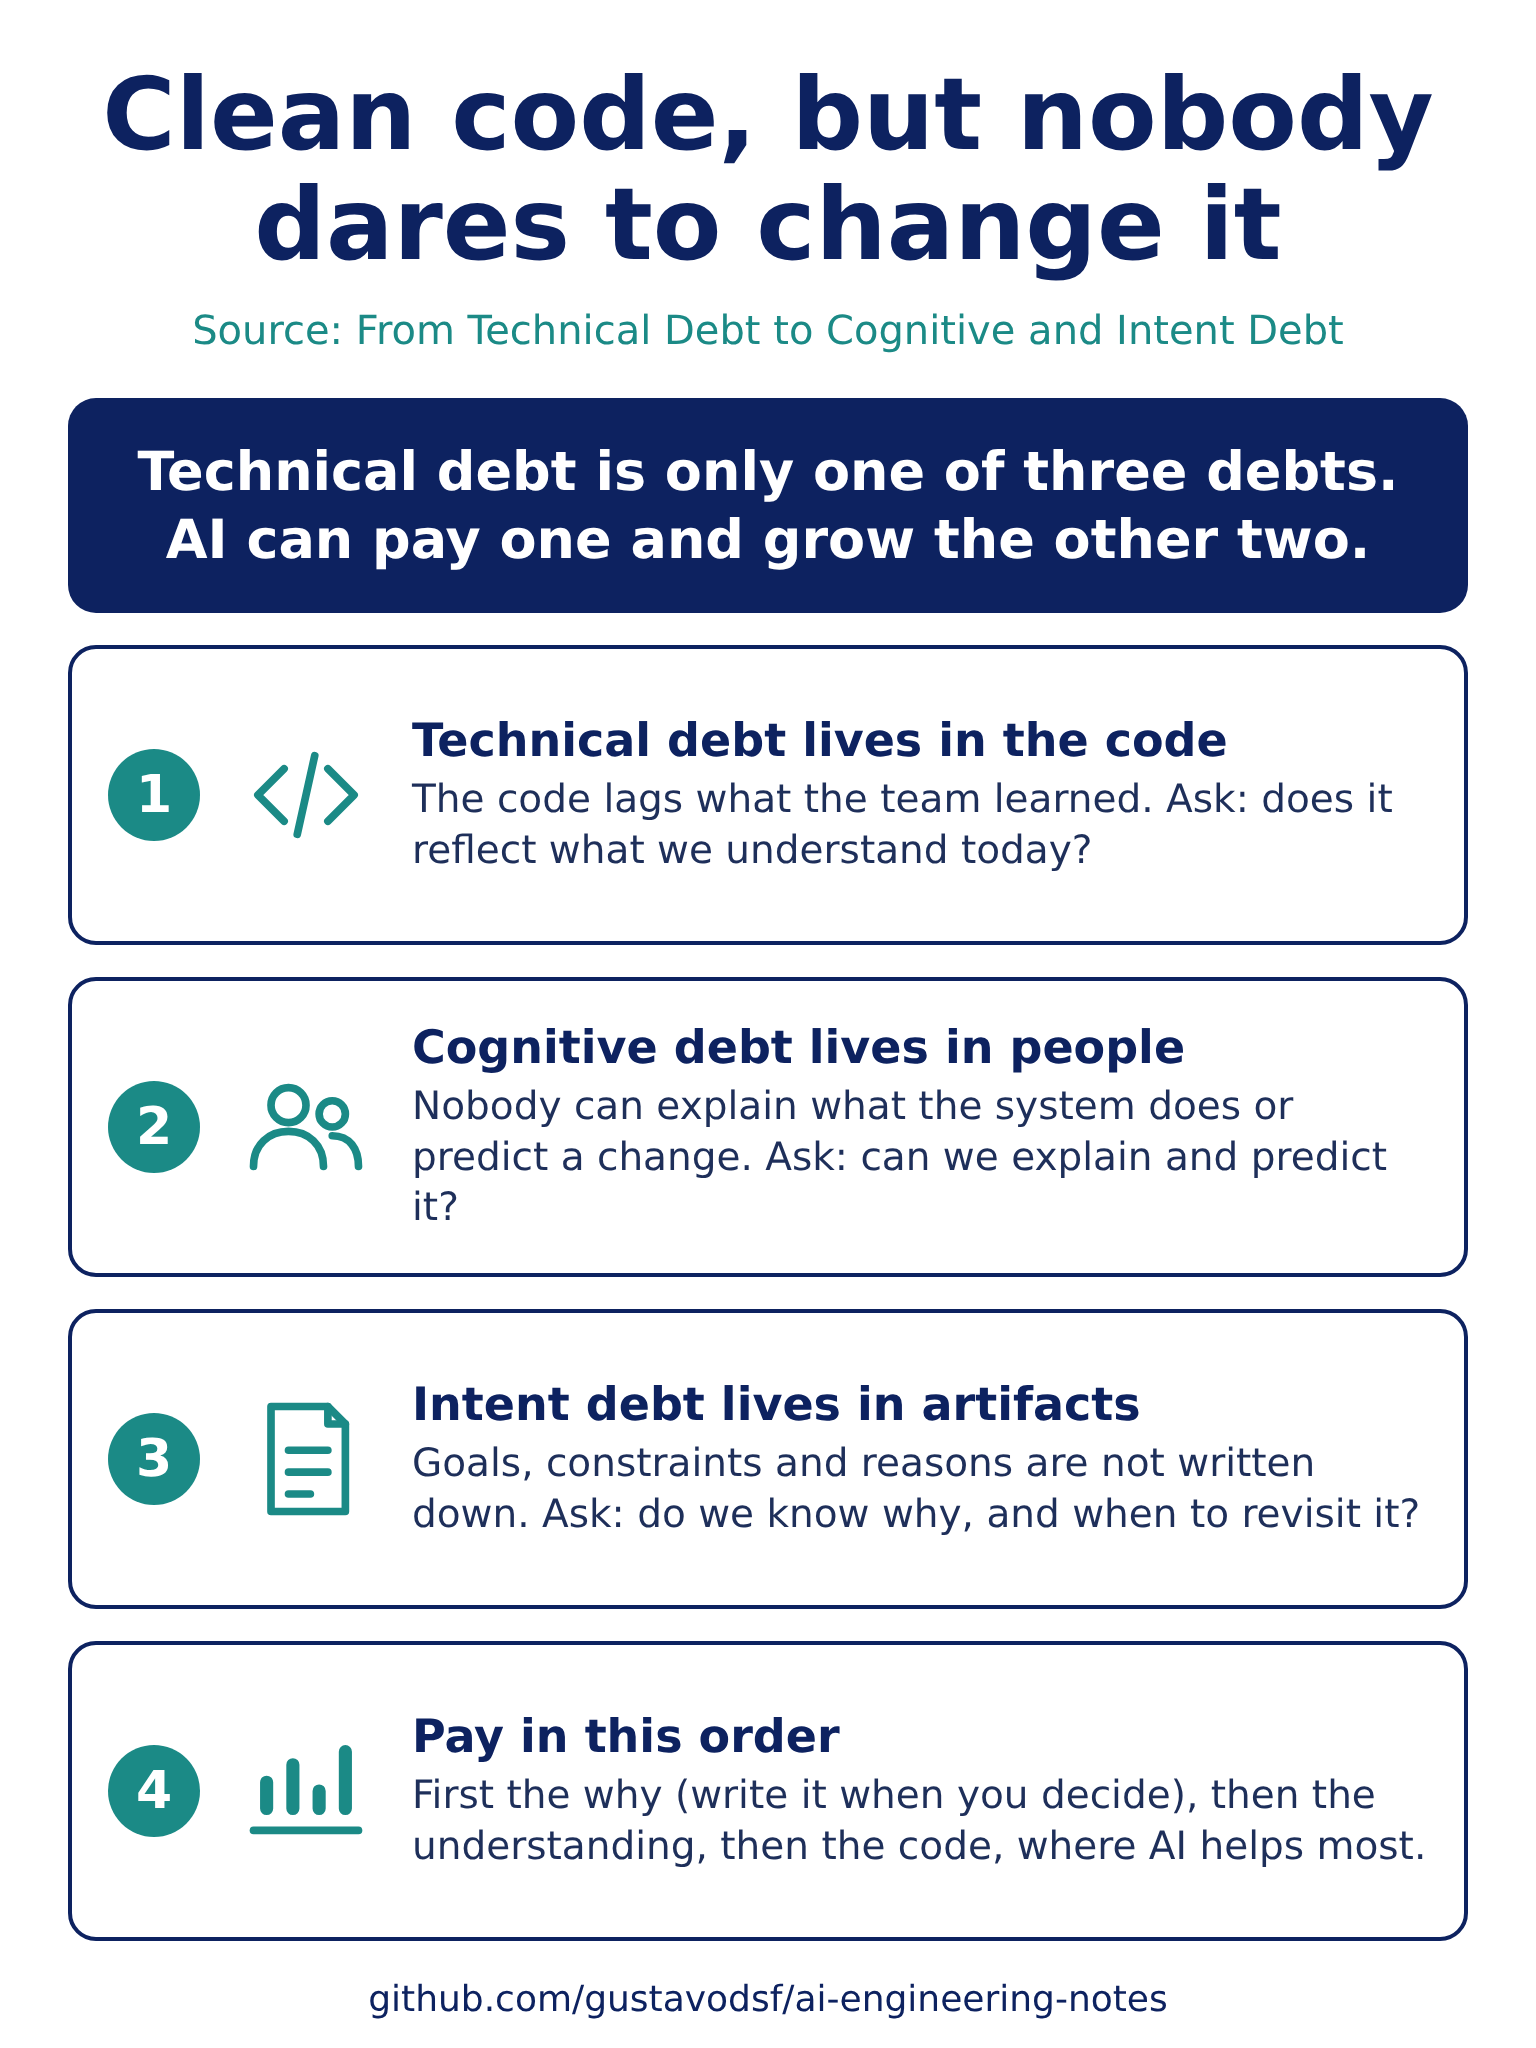 Clean code, but nobody
dares to change it
Source: From Technical Debt to Cognitive and Intent Debt
Technical debt is only one of three debts.
AI can pay one and grow the other two.
1
Technical debt lives in the code
The code lags what the team learned. Ask: does it
reflect what we understand today?
2
Cognitive debt lives in people
Nobody can explain what the system does or
predict a change. Ask: can we explain and predict
it?
3
Intent debt lives in artifacts
Goals, constraints and reasons are not written
down. Ask: do we know why, and when to revisit it?
4
Pay in this order
First the why (write it when you decide), then the
understanding, then the code, where AI helps most.
github.com/gustavodsf/ai-engineering-notes